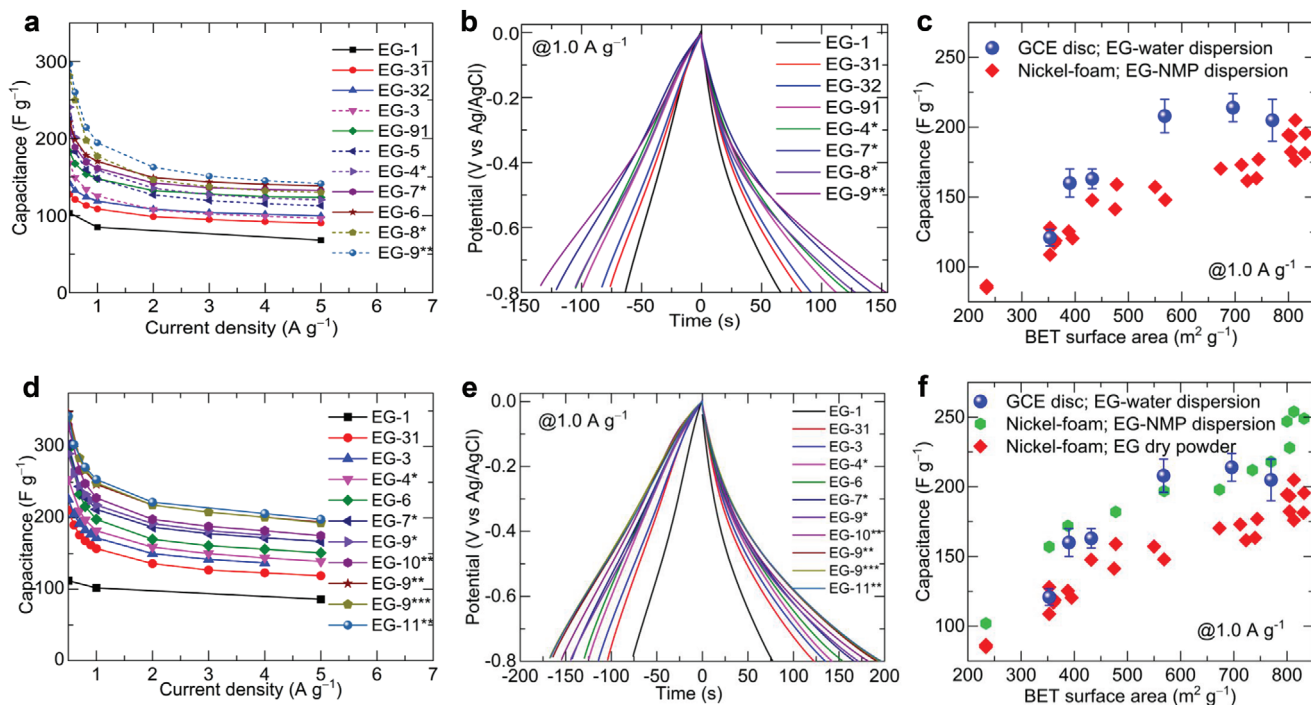 a
Capacitance (F g⁻¹)
300
200
100
0
1
2
3
4
5
6
7
Current density (A g⁻¹)
EG-1
EG-31
EG-32
EG-3
EG-91
EG-5
EG-4*
EG-7*
EG-6
EG-8*
EG-9**
b
@1.0 A g⁻¹
Potential (V vs Ag/AgCl)
0.0
-0.2
-0.4
-0.6
-0.8
-150
-100
-50
0
50
100
150
Time (s)
EG-1
EG-31
EG-32
EG-91
EG-4*
EG-7*
EG-8*
EG-9**
c
GCE disc; EG-water dispersion
Nickel-foam; EG-NMP dispersion
Capacitance (F g⁻¹)
250
200
150
100
@1.0 A g⁻¹
200
300
400
500
600
700
800
BET surface area (m² g⁻¹)
d
Capacitance (F g⁻¹)
300
200
100
0
1
2
3
4
5
6
7
Current density (A g⁻¹)
EG-1
EG-31
EG-3
EG-4*
EG-6
EG-7*
EG-9*
EG-10**
EG-9**
EG-9***
EG-11**
e
@1.0 A g⁻¹
Potential (V vs Ag/AgCl)
0.0
-0.2
-0.4
-0.6
-0.8
-200
-150
-100
-50
0
50
100
150
200
Time (s)
EG-1
EG-31
EG-3
EG-4*
EG-6
EG-7*
EG-9*
EG-10**
EG-9**
EG-9***
EG-11**
f
GCE disc; EG-water dispersion
Nickel-foam; EG-NMP dispersion
Nickel-foam; EG dry powder
Capacitance (F g⁻¹)
250
200
150
100
@1.0 A g⁻¹
200
300
400
500
600
700
800
BET surface area (m² g⁻¹)